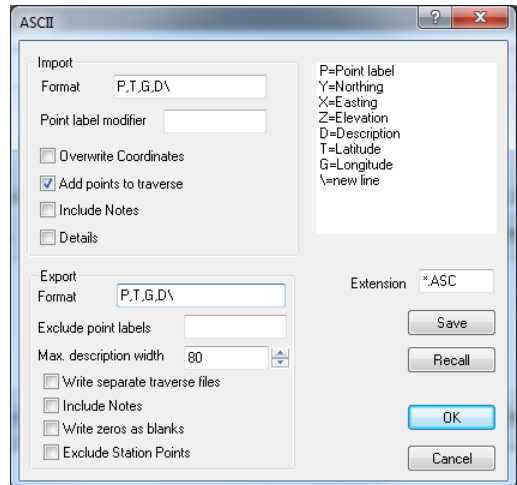 ASCII
?
X
Import
Format P,T,G,D\
Point label modifier
Overwrite Coordinates
Add points to traverse
Include Notes
Details
P=Point label
Y=Northing
X=Easting
Z=Elevation
D=Description
T=Latitude
G=Longitude
\=new line
Export
Format P,T,G,D\
Exclude point labels
Max. description width 80
Write separate traverse files
Include Notes
Write zeros as blanks
Exclude Station Points
Extension *.ASC
Save
Recall
OK
Cancel